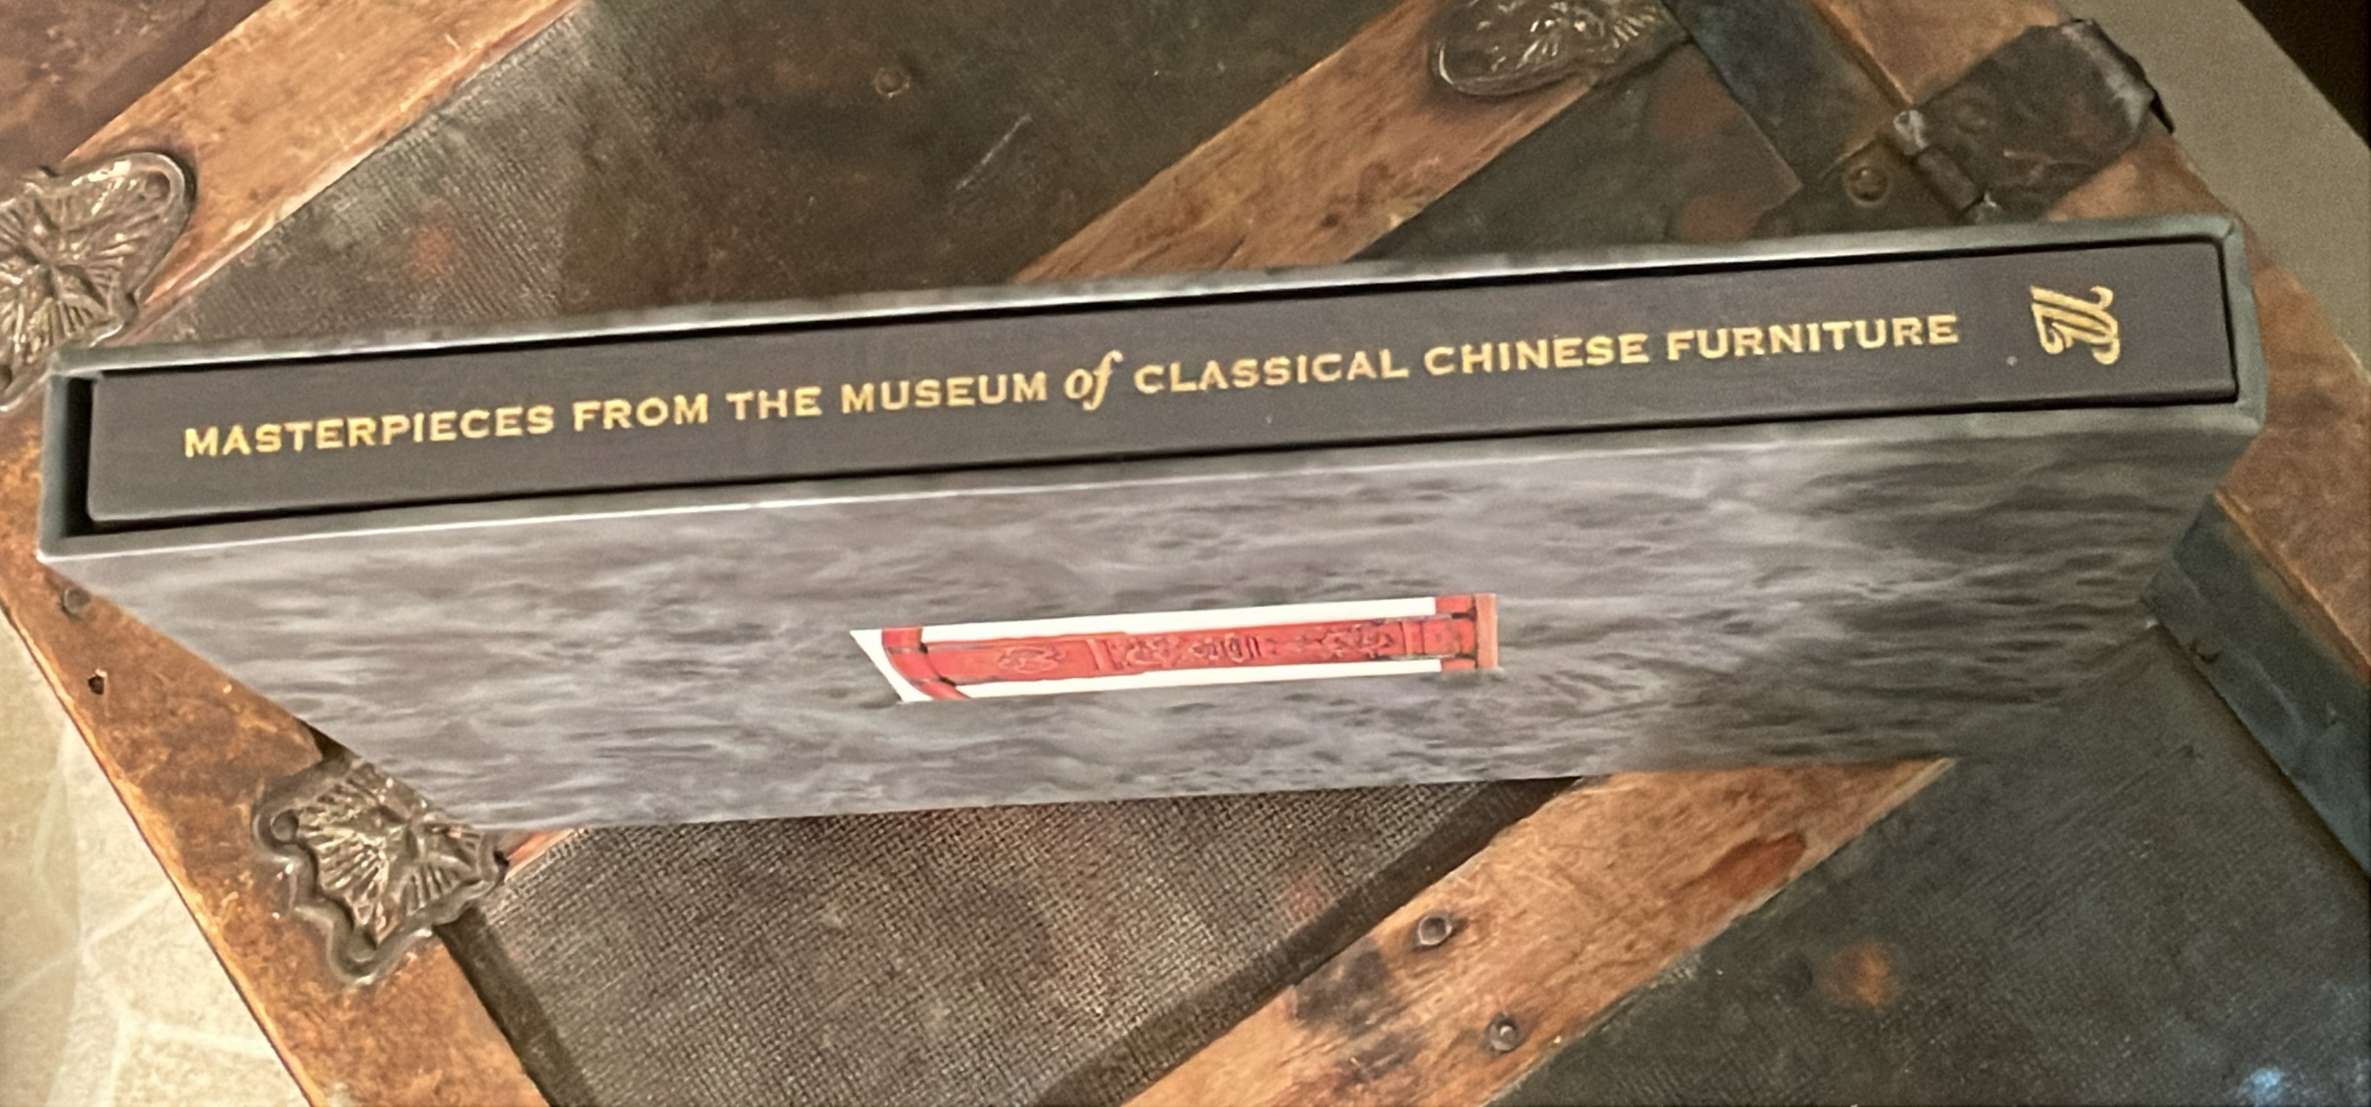 MASTERPIECES FROM THE MUSEUM of CLASSICAL CHINESE FURNITURE